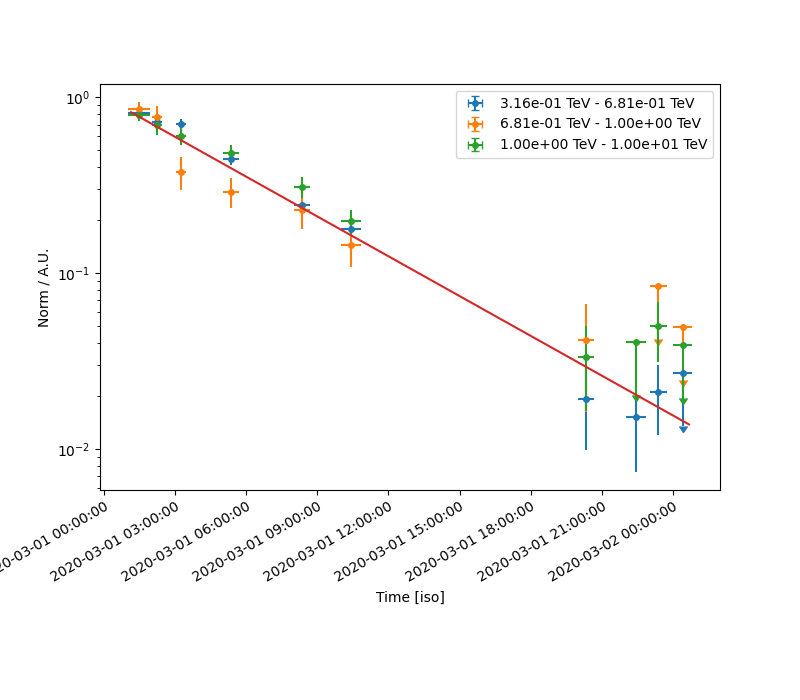 10^0
10^-1
10^-2
Norm / A.U.
3.16e-01 TeV - 6.81e-01 TeV
6.81e-01 TeV - 1.00e+00 TeV
1.00e+00 TeV - 1.00e+01 TeV
20-03-01 00:00:00
2020-03-01 03:00:00
2020-03-01 06:00:00
2020-03-01 09:00:00
2020-03-01 12:00:00
2020-03-01 15:00:00
2020-03-01 18:00:00
2020-03-01 21:00:00
2020-03-02 00:00:00
Time [iso]